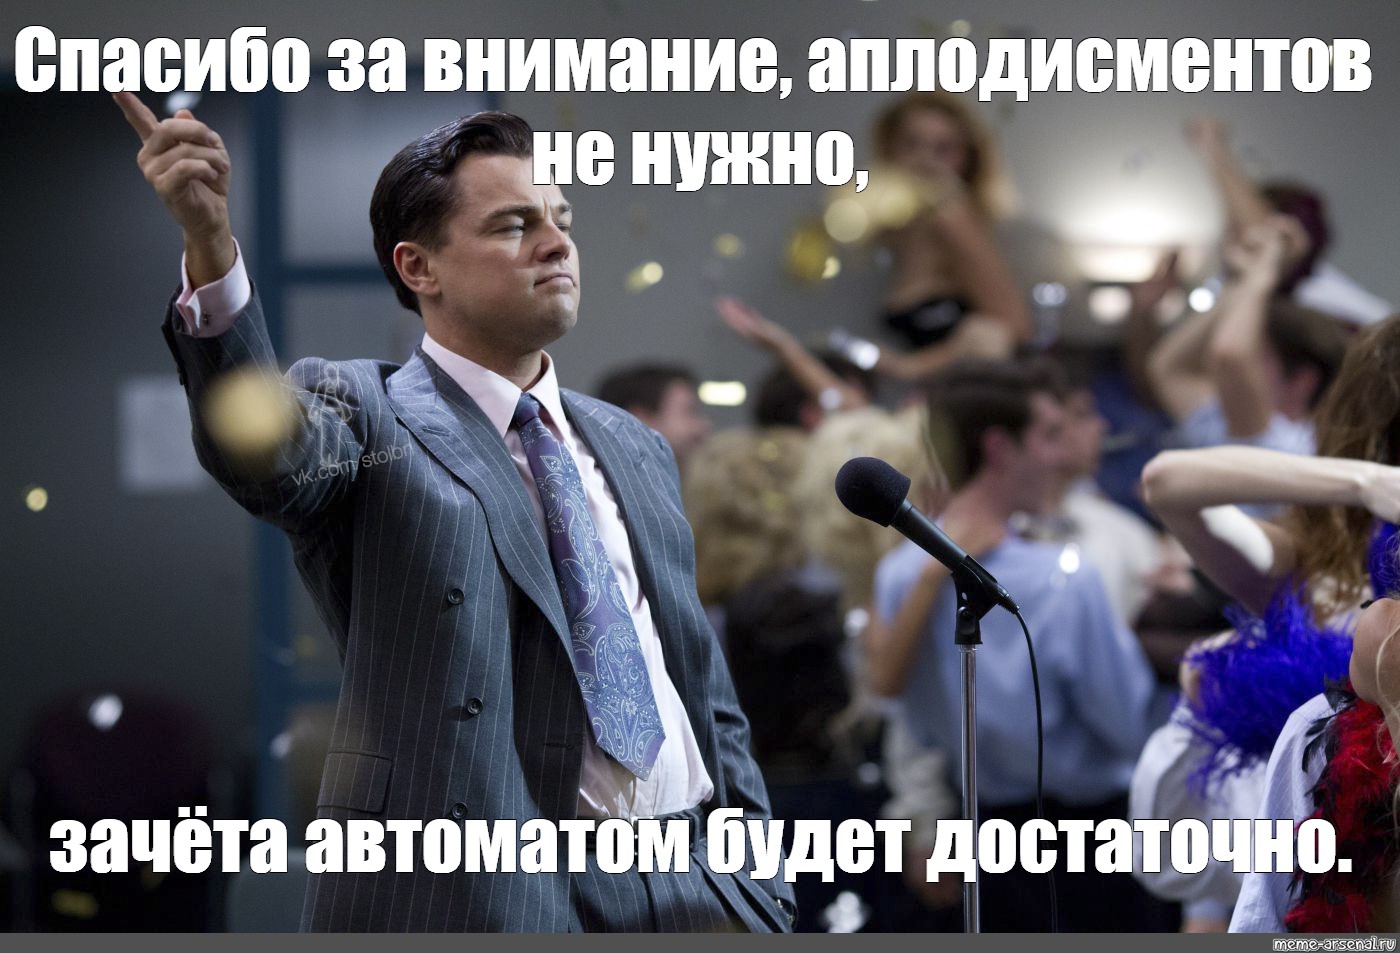 Спасибо за внимание, аплодисментов
не нужно,
vk.com/stolbn
зачёта автоматом будет достаточно.
meme-arsenal.ru